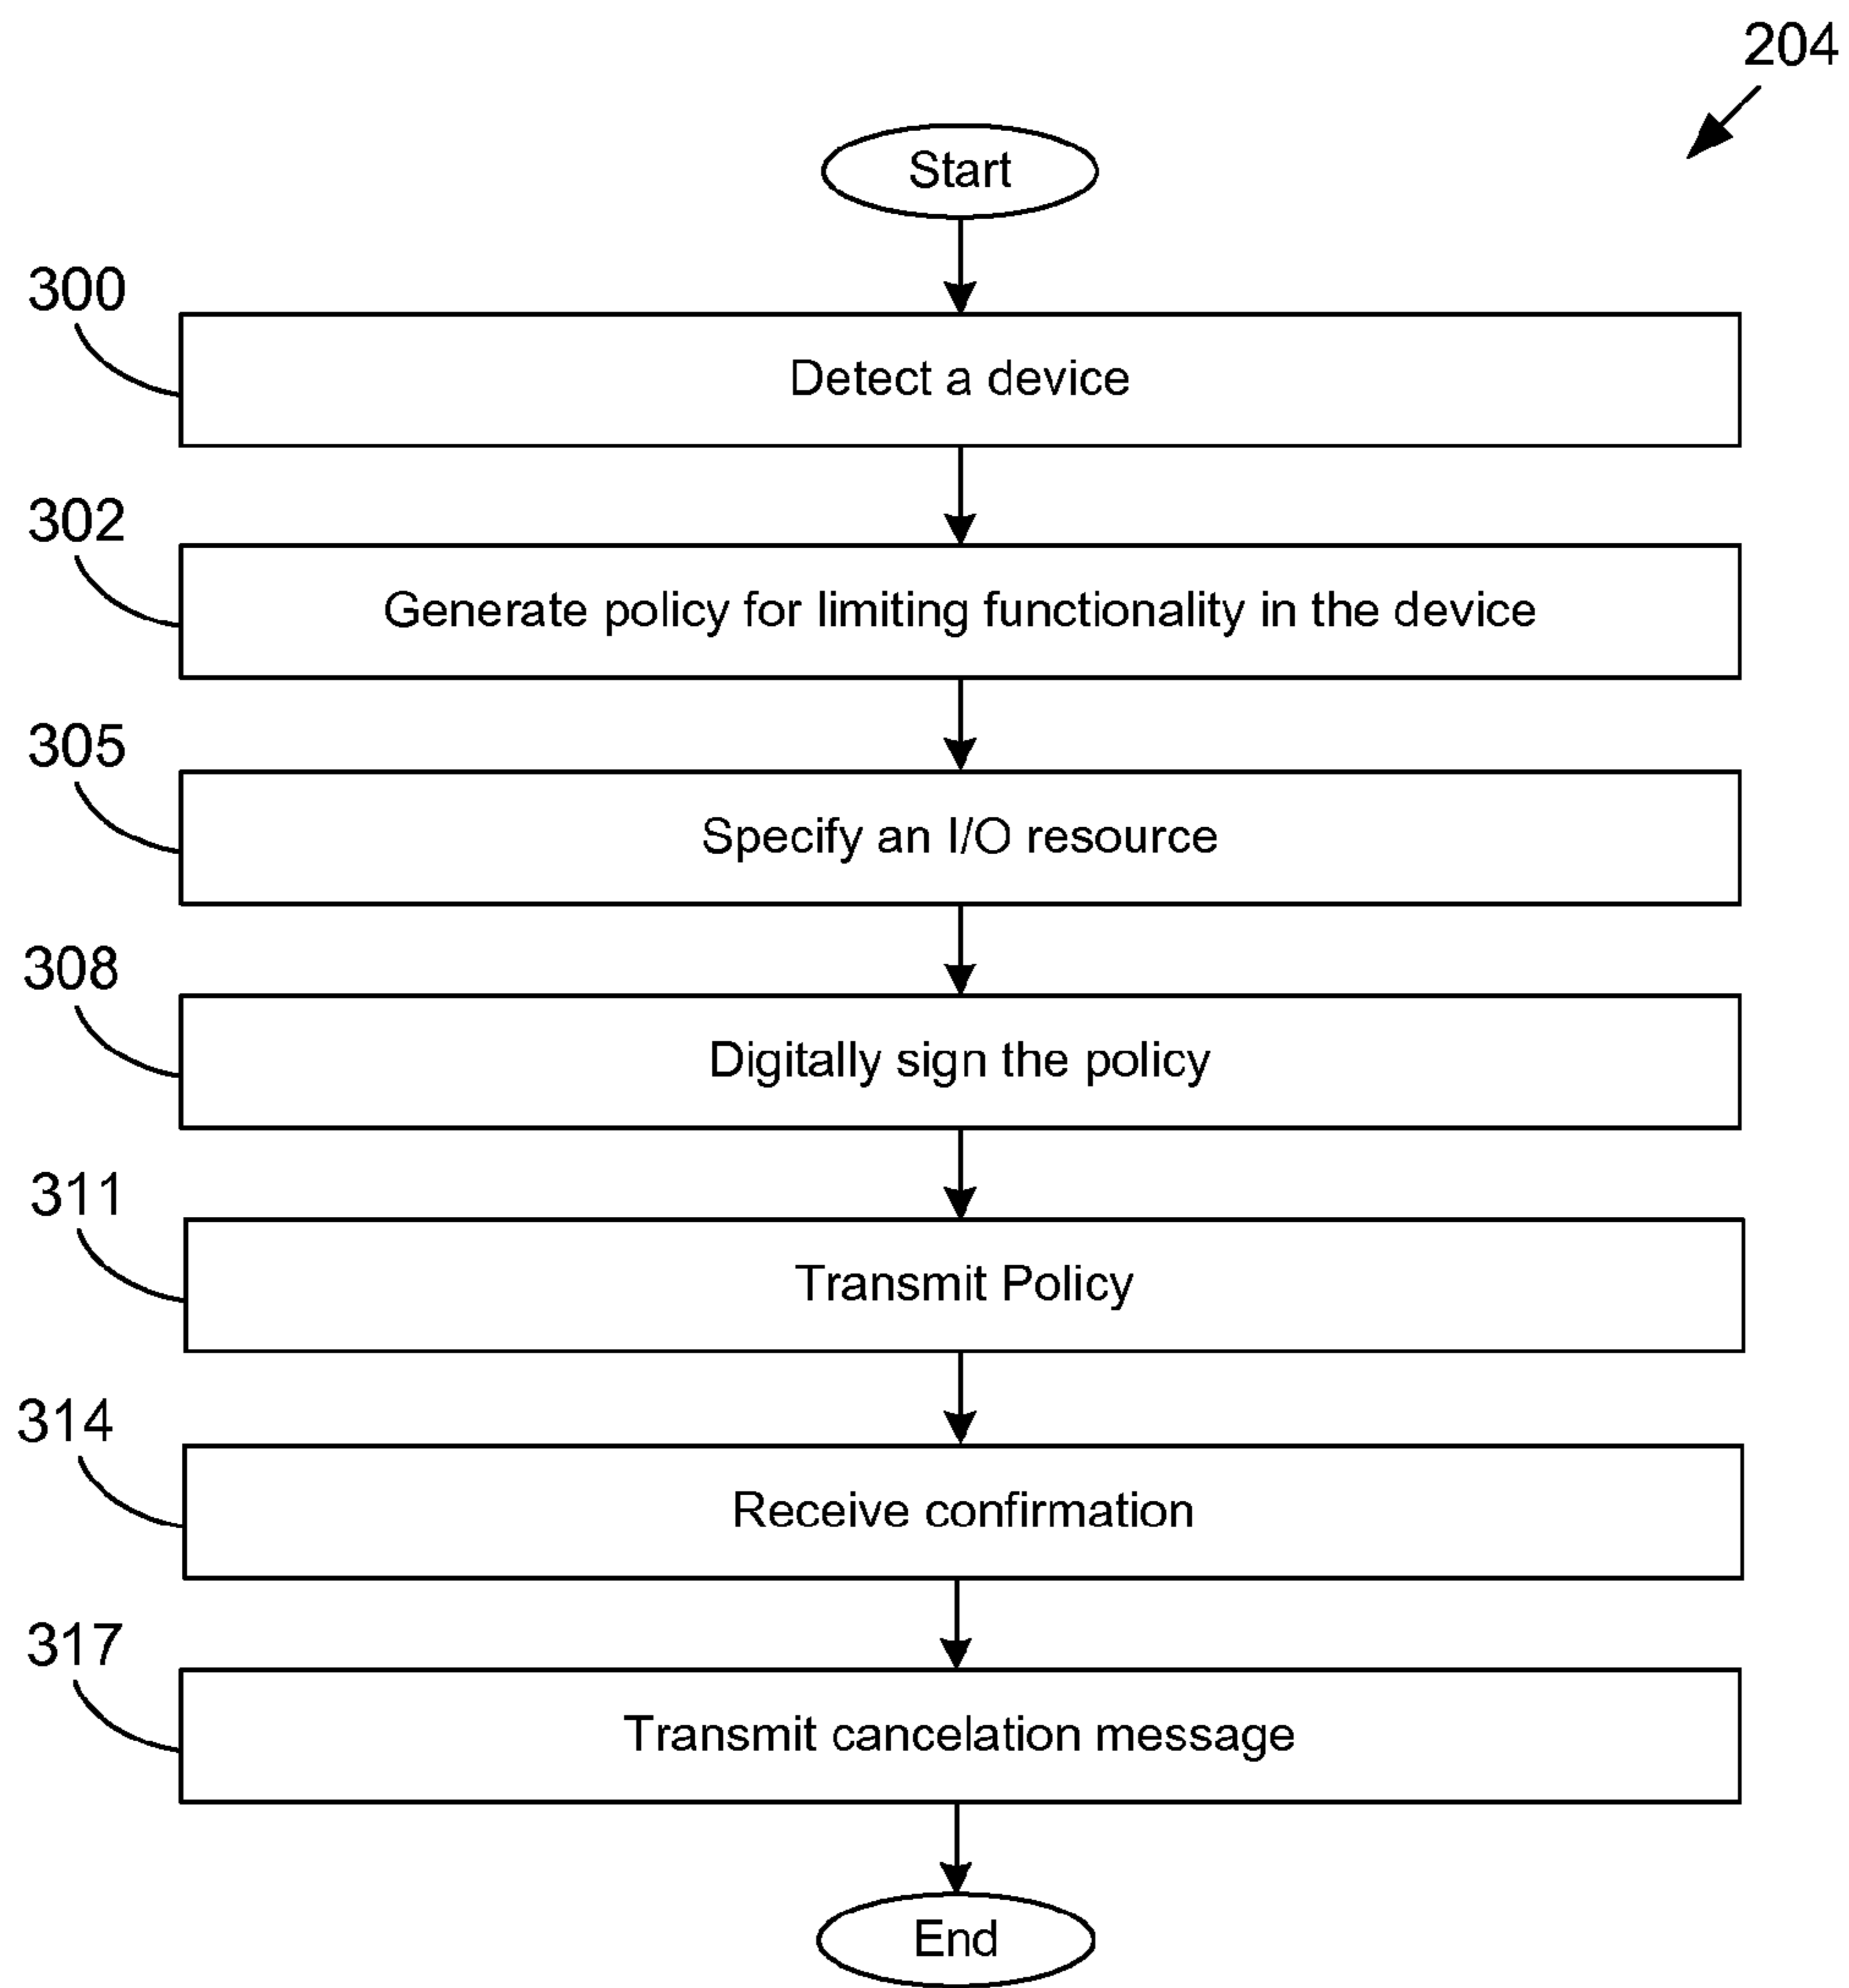 204
Start
300
Detect a device
302
Generate policy for limiting functionality in the device
305
Specify an I/O resource
308
Digitally sign the policy
311
Transmit Policy
314
Receive confirmation
317
Transmit cancelation message
End